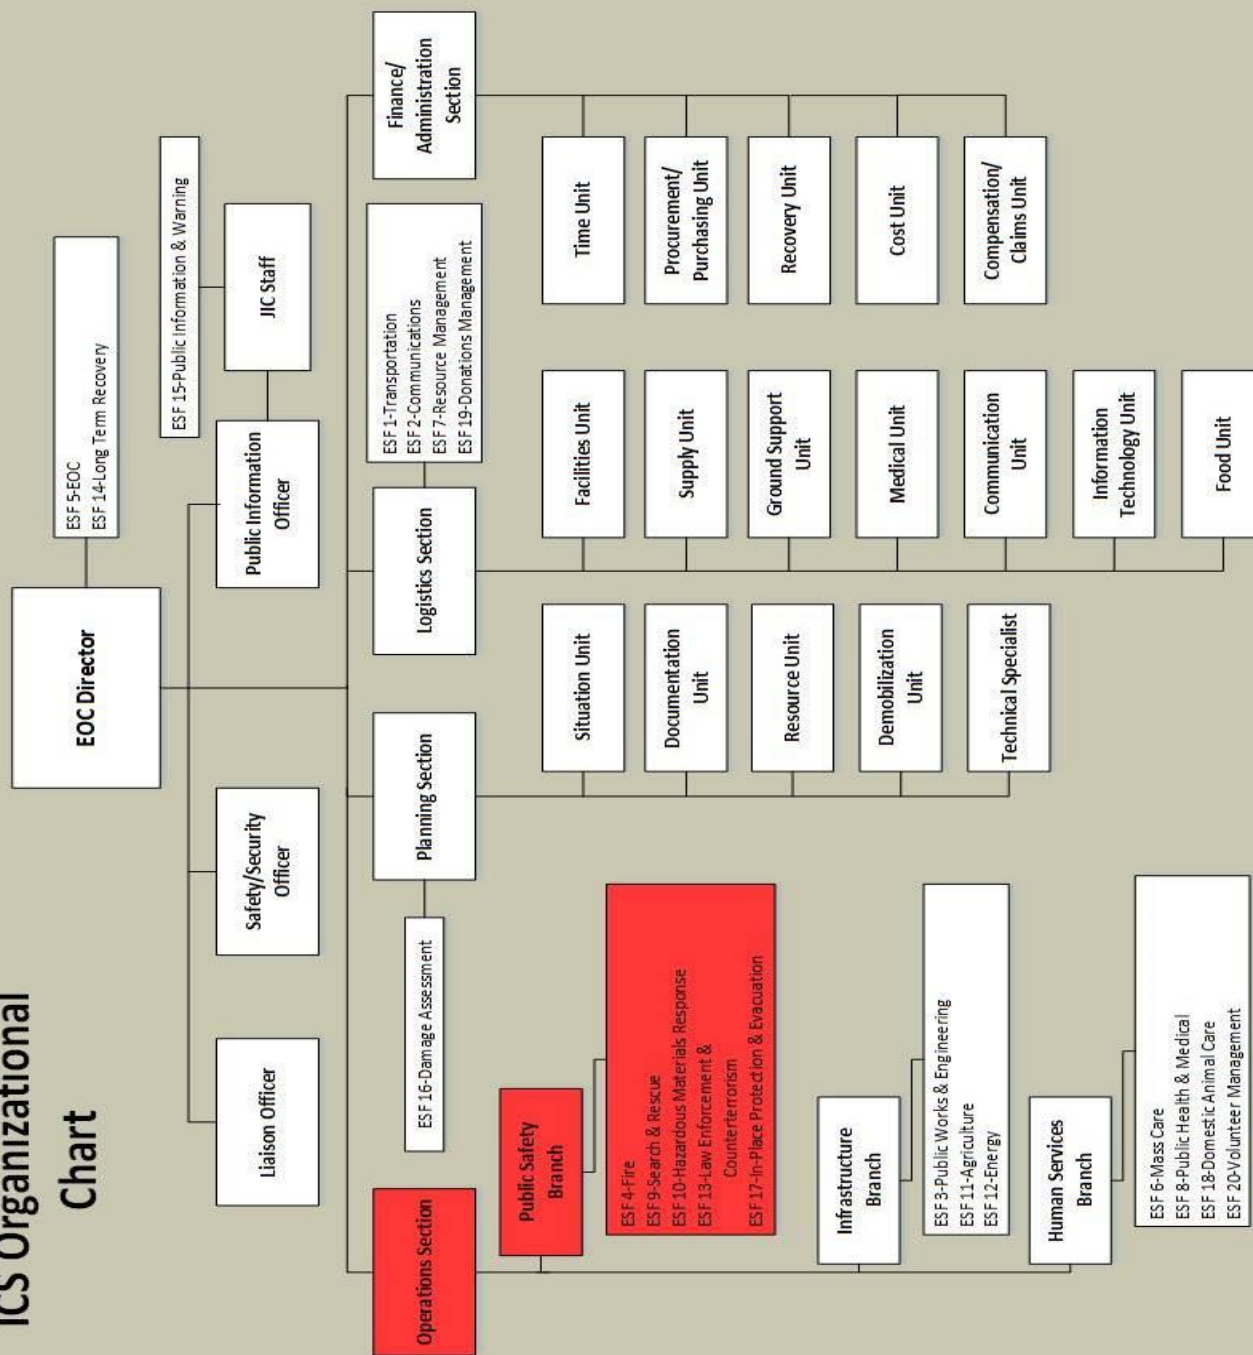 ICS Organizational
Chart
EOC Director
ESF 5-EOC
ESF 14-Long Term Recovery
Liaison Officer
Safety/Security
Officer
Public Information
Officer
JIC Staff
ESF 15-Public Information & Warning
Operations Section
ESF 16-Damage Assessment
Planning Section
Logistics Section
ESF 1-Transportation
ESF 2-Communications
ESF 7-Resource Management
ESF 19-Donations Management
Finance/
Administration
Section
Public Safety
Branch
ESF 4-Fire
ESF 9-Search & Rescue
ESF 10-Hazardous Materials Response
ESF 13-Law Enforcement &
Counterterrorism
ESF 17-In-Place Protection & Evacuation
Infrastructure
Branch
ESF 3-Public Works & Engineering
ESF 11-Agriculture
ESF 12-Energy
Human Services
Branch
ESF 6-Mass Care
ESF 8-Public Health & Medical
ESF 18-Domestic Animal Care
ESF 20-Volunteer Management
Situation Unit
Documentation
Unit
Resource Unit
Demobilization
Unit
Technical Specialist
Facilities Unit
Supply Unit
Ground Support
Unit
Medical Unit
Communication
Unit
Information
Technology Unit
Food Unit
Time Unit
Procurement/
Purchasing Unit
Recovery Unit
Cost Unit
Compensation/
Claims Unit